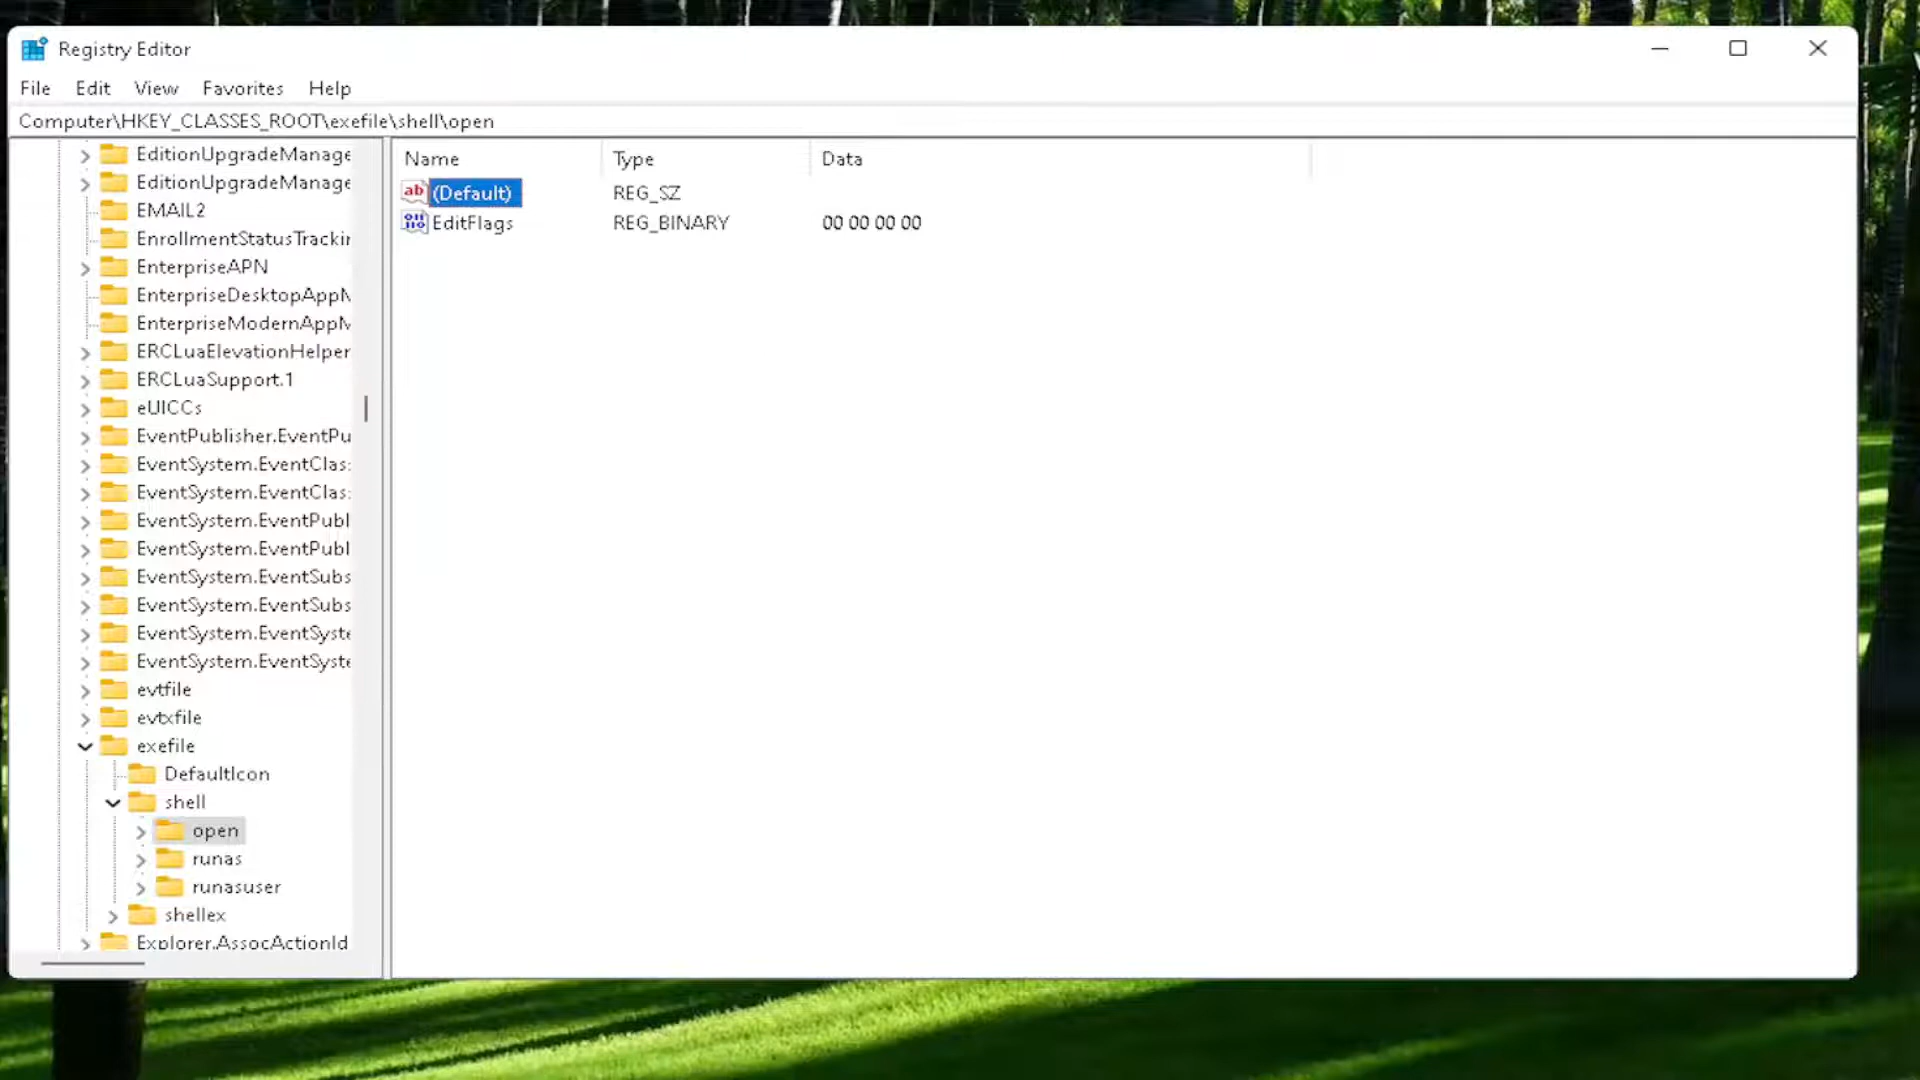 Registry Editor
File Edit View Favorites Help
Computer\HKEY_CLASSES_ROOT\exefile\shell\open
EditionUpgradeManage
EditionUpgradeManage
EMAIL2
EnrollmentStatusTrackin
EnterpriseAPN
EnterpriseDesktopAppM
EnterpriseModernAppM
ERCLuaElevationHelper
ERCLuaSupport.1
eUICCs
EventPublisher.EventPu
EventSystem.EventClas
EventSystem.EventClas
EventSystem.EventPubl
EventSystem.EventPubl
EventSystem.EventSubs
EventSystem.EventSubs
EventSystem.EventSyste
EventSystem.EventSyste
evtfile
evtxfile
exefile
DefaultIcon
shell
open
runas
runasuser
shellex
Explorer.AssocActionId
Name Type Data
(Default) REG_SZ
EditFlags REG_BINARY 00 00 00 00